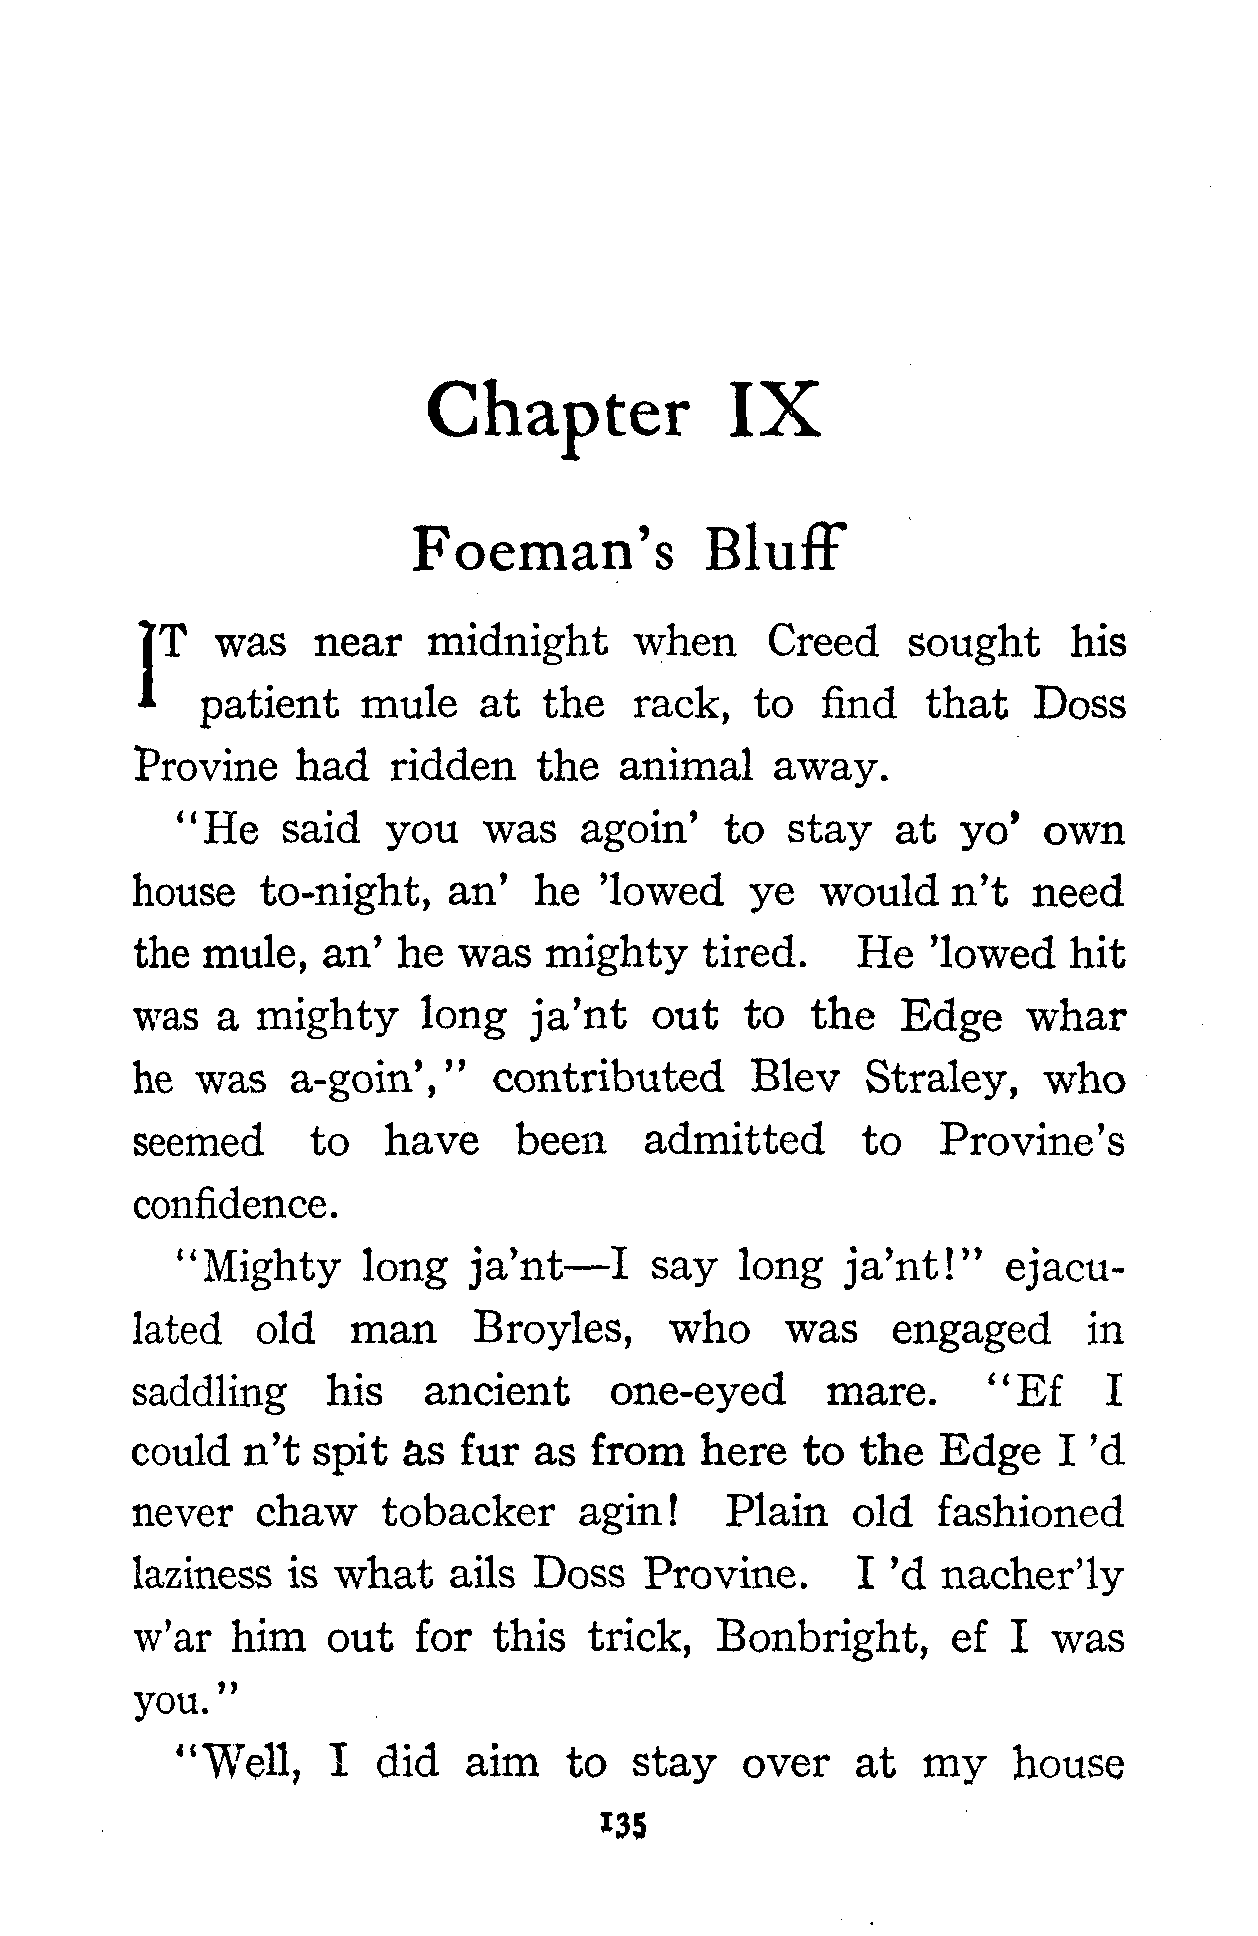 Chapter IX
Foeman's Bluff
IT was near midnight when Creed sought his
patient mule at the rack, to find that Doss
Provine had ridden the animal away.
"He said you was agoin' to stay at yo' own
house to-night, an' he 'lowed ye would n't need
the mule, an' he was mighty tired. He 'lowed hit
was a mighty long ja'nt out to the Edge whar
he was a-goin'," contributed Blev Straley, who
seemed to have been admitted to Provine's
confidence.
"Mighty long ja'nt—I say long ja'nt!" ejacu-
lated old man Broyles, who was engaged in
saddling his ancient one-eyed mare. "Ef I
could n't spit as fur as from here to the Edge I 'd
never chaw tobacker agin! Plain old fashioned
laziness is what ails Doss Provine. I 'd nacher'ly
w'ar him out for this trick, Bonbright, ef I was
you."
"Well, I did aim to stay over at my house
135